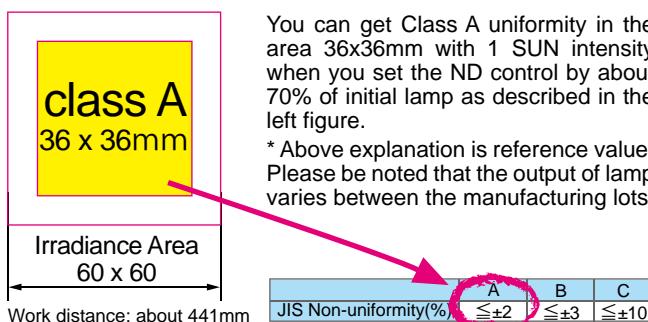 class A
36 x 36mm
Irradiance Area
60 x 60
Work distance: about 441mm
You can get Class A uniformity in the
area 36x36mm with 1 SUN intensity
when you set the ND control by about
70% of initial lamp as described in the
left figure.
* Above explanation is reference value.
Please be noted that the output of lamp
varies between the manufacturing lots.
A B C
JIS Non-uniformity(%) ≦±2 ≦±3 ≦±10